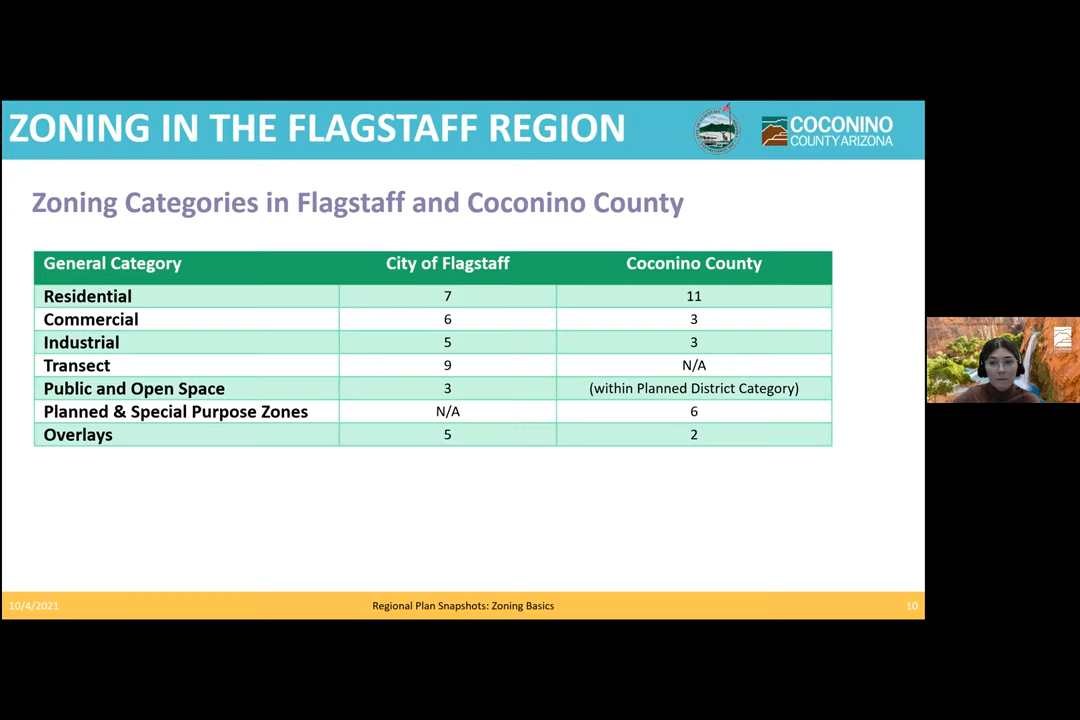 ZONING IN THE FLAGSTAFF REGION
COCONINO
COUNTY ARIZONA
Zoning Categories in Flagstaff and Coconino County
General Category City of Flagstaff Coconino County
Residential 7 11
Commercial 6 3
Industrial 5 3
Transect 9 N/A
Public and Open Space 3 (within Planned District Category)
Planned & Special Purpose Zones N/A 6
Overlays 5 2
10/4/2021 Regional Plan Snapshots: Zoning Basics 10